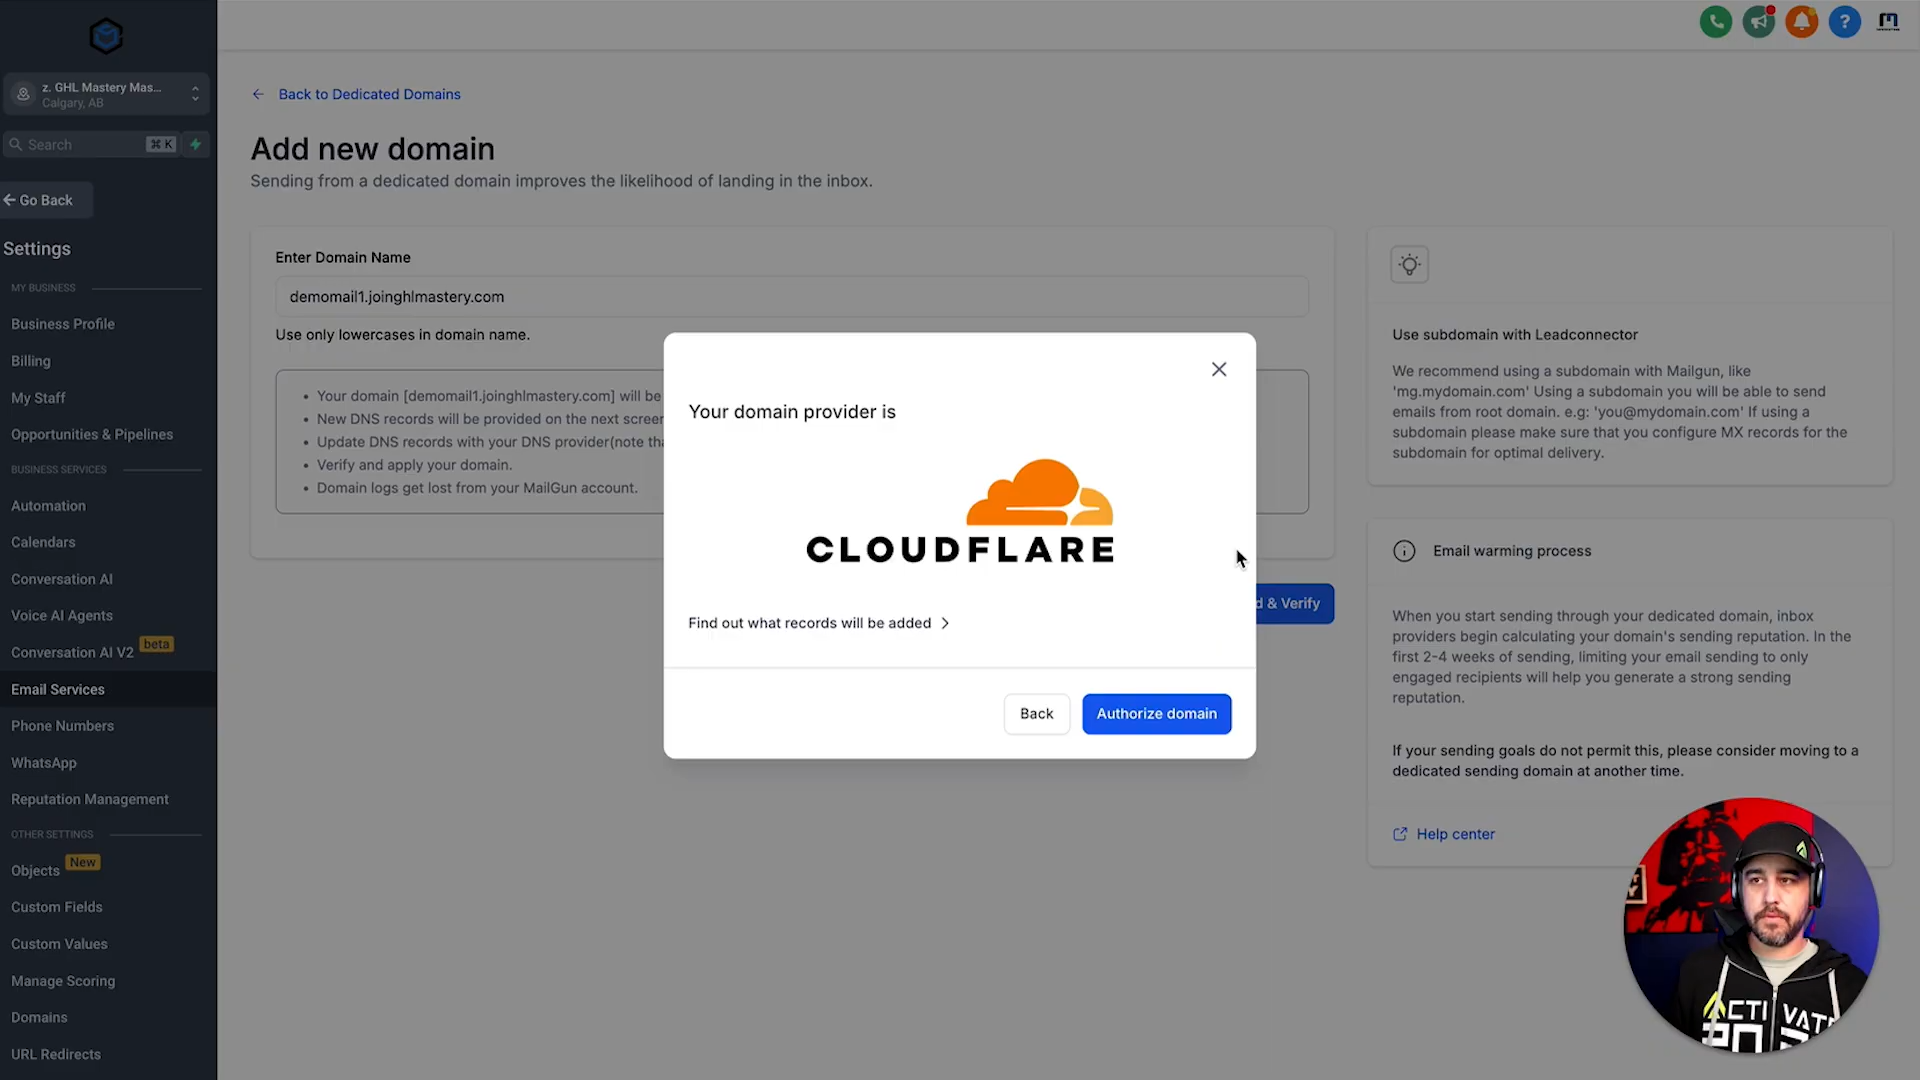 z. GHL Mastery Mas...
Calgary, AB
Search
⌘ K
Go Back
Settings
MY BUSINESS
Business Profile
Billing
My Staff
Opportunities & Pipelines
BUSINESS SERVICES
Automation
Calendars
Conversation AI
Voice AI Agents
Conversation AI V2 beta
Email Services
Phone Numbers
WhatsApp
Reputation Management
OTHER SETTINGS
Objects New
Custom Fields
Custom Values
Manage Scoring
Domains
URL Redirects
?
Back to Dedicated Domains
Add new domain
Sending from a dedicated domain improves the likelihood of landing in the inbox.
Enter Domain Name
demomail1.joinghlmastery.com
Use only lowercases in domain name.
Your domain [demomail1.joinghlmastery.com] will be
New DNS records will be provided on the next screen
Update DNS records with your DNS provider(note tha
Verify and apply your domain.
Domain logs get lost from your MailGun account.
& Verify
Your domain provider is
CLOUDFLARE
Find out what records will be added
Back
Authorize domain
Use subdomain with Leadconnector
We recommend using a subdomain with Mailgun, like
'mg.mydomain.com' Using a subdomain you will be able to send
emails from root domain. e.g: 'you@mydomain.com' If using a
subdomain please make sure that you configure MX records for the
subdomain for optimal delivery.
Email warming process
When you start sending through your dedicated domain, inbox
providers begin calculating your domain's sending reputation. In the
first 2-4 weeks of sending, limiting your email sending to only
engaged recipients will help you generate a strong sending
reputation.
If your sending goals do not permit this, please consider moving to a
dedicated sending domain at another time.
Help center